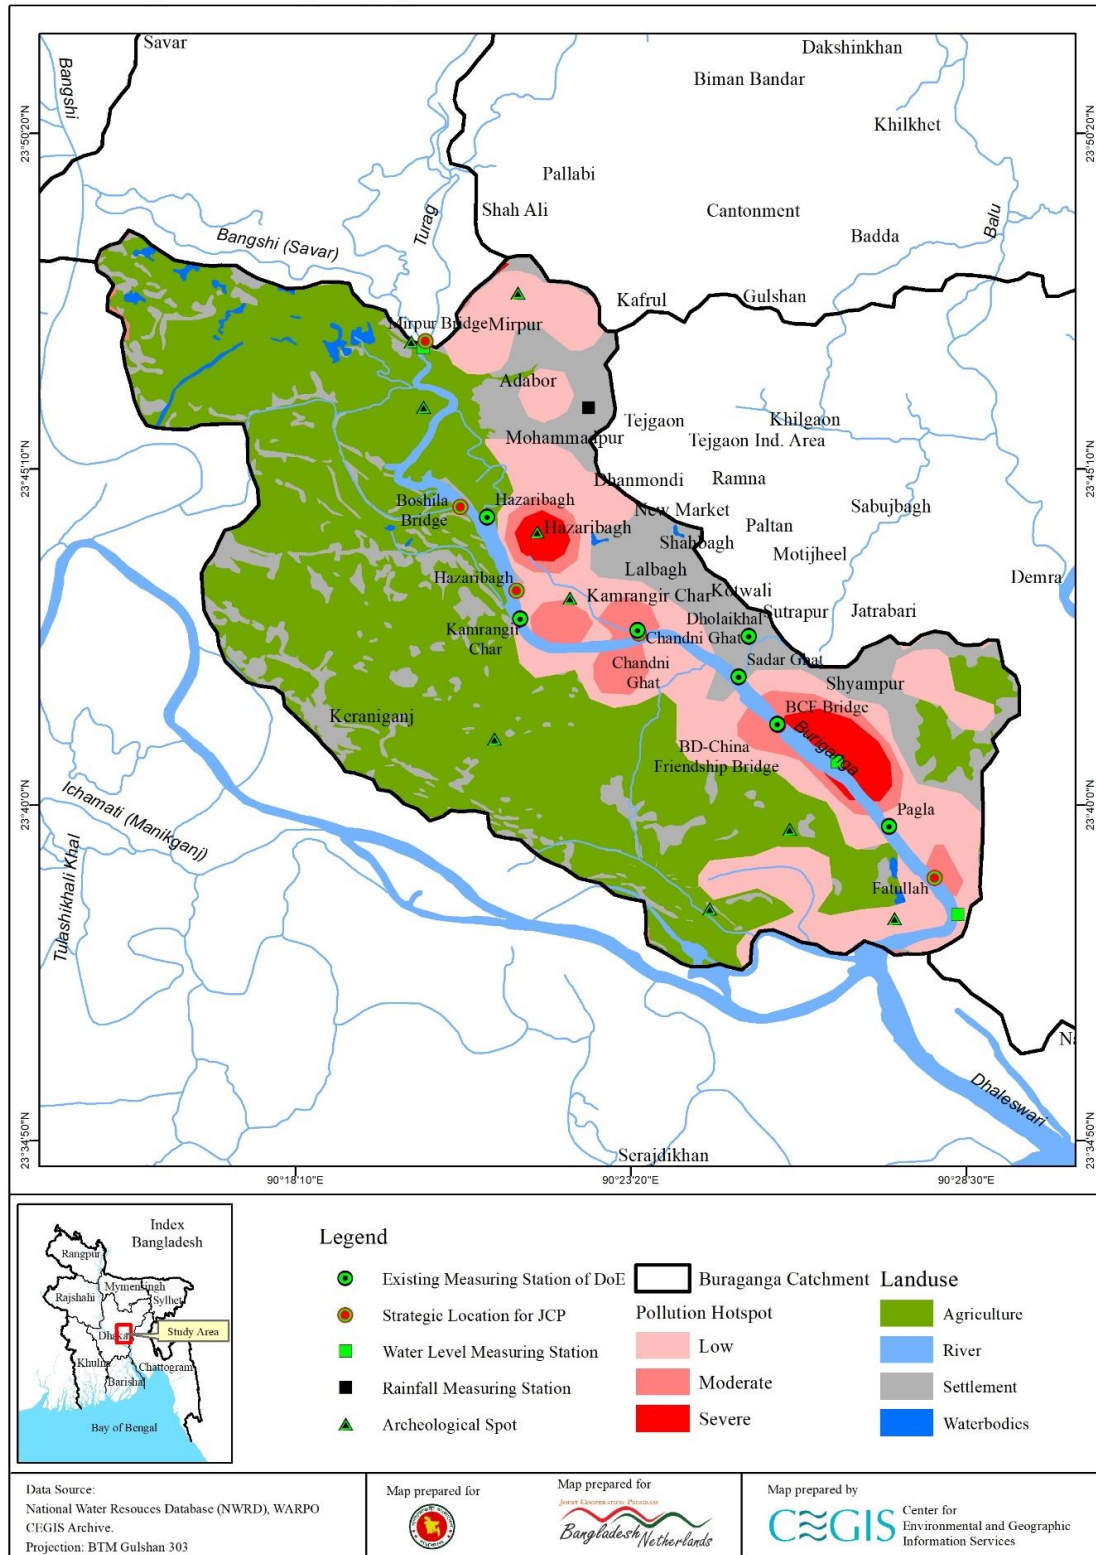 Savar
Dakshinkhan
Biman Bandar
Bangshi
23°50'20"N
23°50'20"N
Khilkhet
Pallabi
Shah Ali
Cantonment
Turag
Balu
Bangshi (Savar)
Badda
Kafrul
Gulshan
Mirpur Bridge
Mirpur
Adabor
Tejgaon
Khilgaon
Mohammadpur
Tejgaon Ind. Area
23°45'10"N
23°45'10"N
Dhanmondi
Ramna
Boshila
Bridge
Hazaribagh
New Market
Sabujbagh
Hazaribagh
Paltan
Shahbagh
Motijheel
Lalbagh
Hazaribagh
Demra
Kamrangir Char
Kotwali
Dholaikhal
Sutrapur
Jatrabari
Kamrangir
Char
Chandni Ghat
Chandni
Ghat
Sadar Ghat
Shyampur
Keraniganj
BCF Bridge
Buriganga
BD-China
Friendship Bridge
Ichamati (Manikganj)
23°40'0"N
23°40'0"N
Pagla
Tulashikhali Khal
Fatullah
Na
Dhaleswari
23°34'50"N
23°34'50"N
Serajdikhan
90°18'10"E
90°23'20"E
90°28'30"E
Index
Bangladesh
Rangpur
Mymensingh
Rajshahi
Sylhet
Dhaka
Study Area
Khulna
Chattogram
Barishal
Bay of Bengal
Legend
Existing Measuring Station of DoE
Strategic Location for JCP
Water Level Measuring Station
Rainfall Measuring Station
Archeological Spot
Buraganga Catchment
Pollution Hotspot
Low
Moderate
Severe
Landuse
Agriculture
River
Settlement
Waterbodies
Data Source:
National Water Resouces Database (NWRD), WARPO
CEGIS Archive.
Projection: BTM Gulshan 303
Map prepared for
Map prepared for
JOINT COOPERATION PROGRAM
Bangladesh Netherlands
Map prepared by
CEGIS
Center for
Environmental and Geographic
Information Services